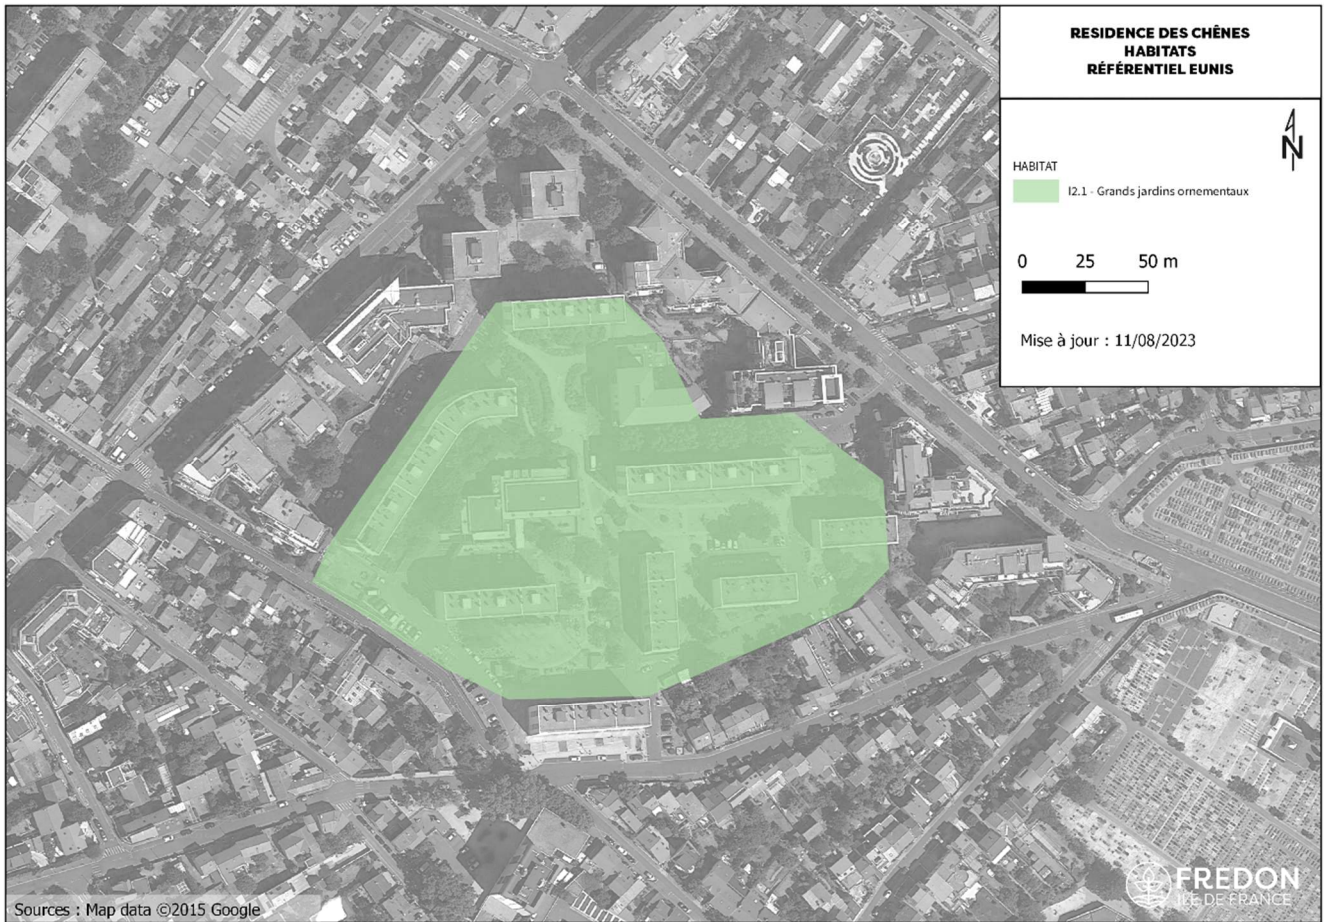 RESIDENCE DES CHÊNES
HABITATS
RÉFÉRENTIEL EUNIS
N
HABITAT
I2.1 - Grands jardins ornementaux
0 25 50 m
Mise à jour : 11/08/2023
FREDON
ILE DE FRANCE
Sources : Map data ©2015 Google